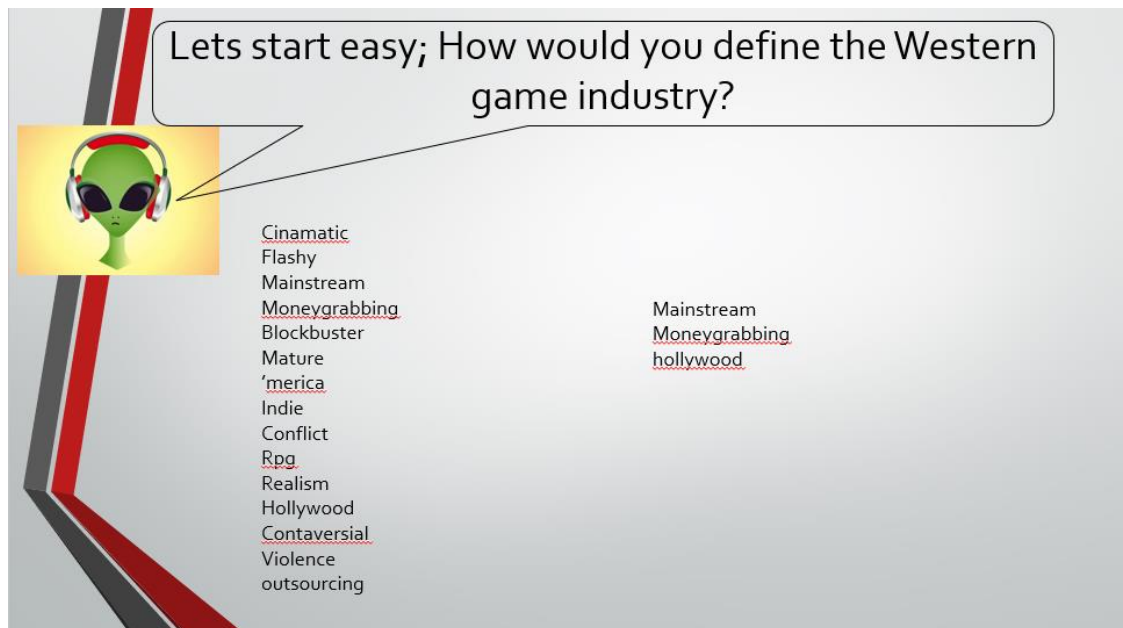 Lets start easy; How would you define the Western
game industry?
Cinamatic
Flashy
Mainstream
Moneygrabbing
Blockbuster
Mature
’merica
Indie
Conflict
Rpg
Realism
Hollywood
Contaversial
Violence
outsourcing
Mainstream
Moneygrabbing
hollywood